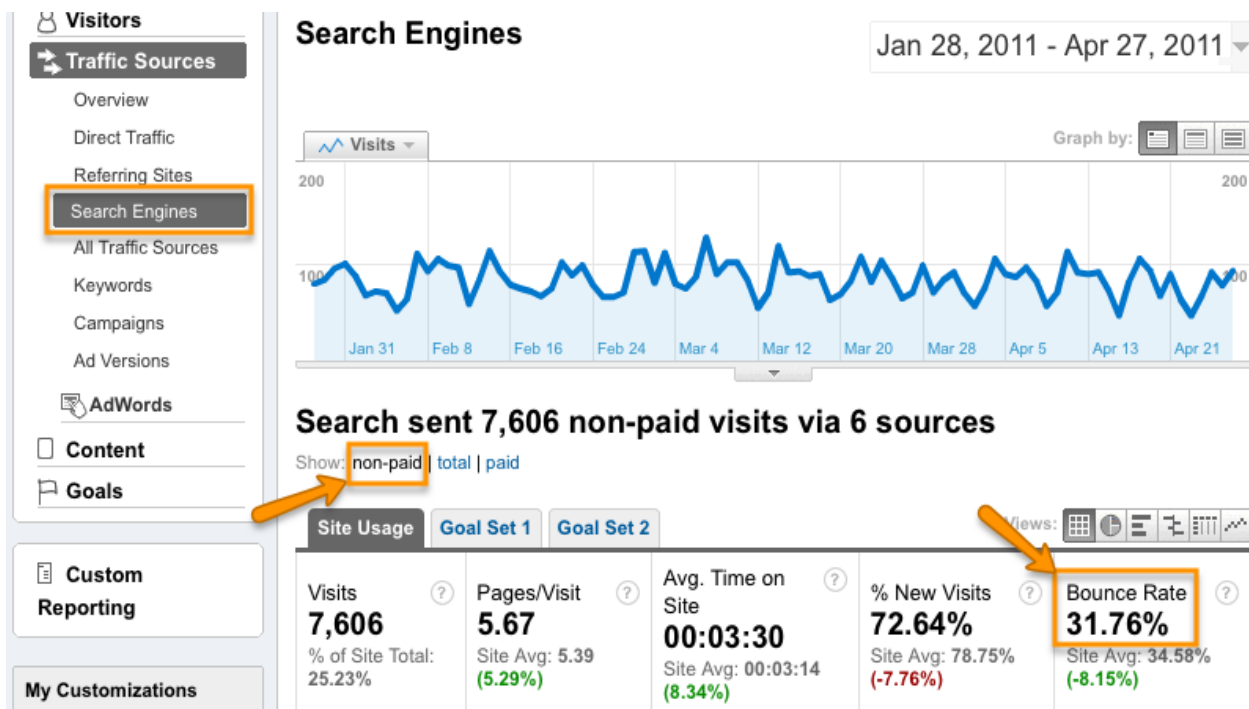 Visitors
Traffic Sources
Overview
Direct Traffic
Referring Sites
Search Engines
All Traffic Sources
Keywords
Campaigns
Ad Versions
AdWords
Content
Goals
Custom
Reporting
My Customizations
Search Engines
Jan 28, 2011 - Apr 27, 2011
Visits
Graph by:
200 200
100 100
Jan 31 Feb 8 Feb 16 Feb 24 Mar 4 Mar 12 Mar 20 Mar 28 Apr 5 Apr 13 Apr 21
Search sent 7,606 non-paid visits via 6 sources
Show: non-paid | total | paid
Site Usage Goal Set 1 Goal Set 2
Views:
Visits ?
7,606
% of Site Total:
25.23%
Pages/Visit ?
5.67
Site Avg: 5.39
(5.29%)
Avg. Time on ?
Site
00:03:30
Site Avg: 00:03:14
(8.34%)
% New Visits ?
72.64%
Site Avg: 78.75%
(-7.76%)
Bounce Rate ?
31.76%
Site Avg: 34.58%
(-8.15%)